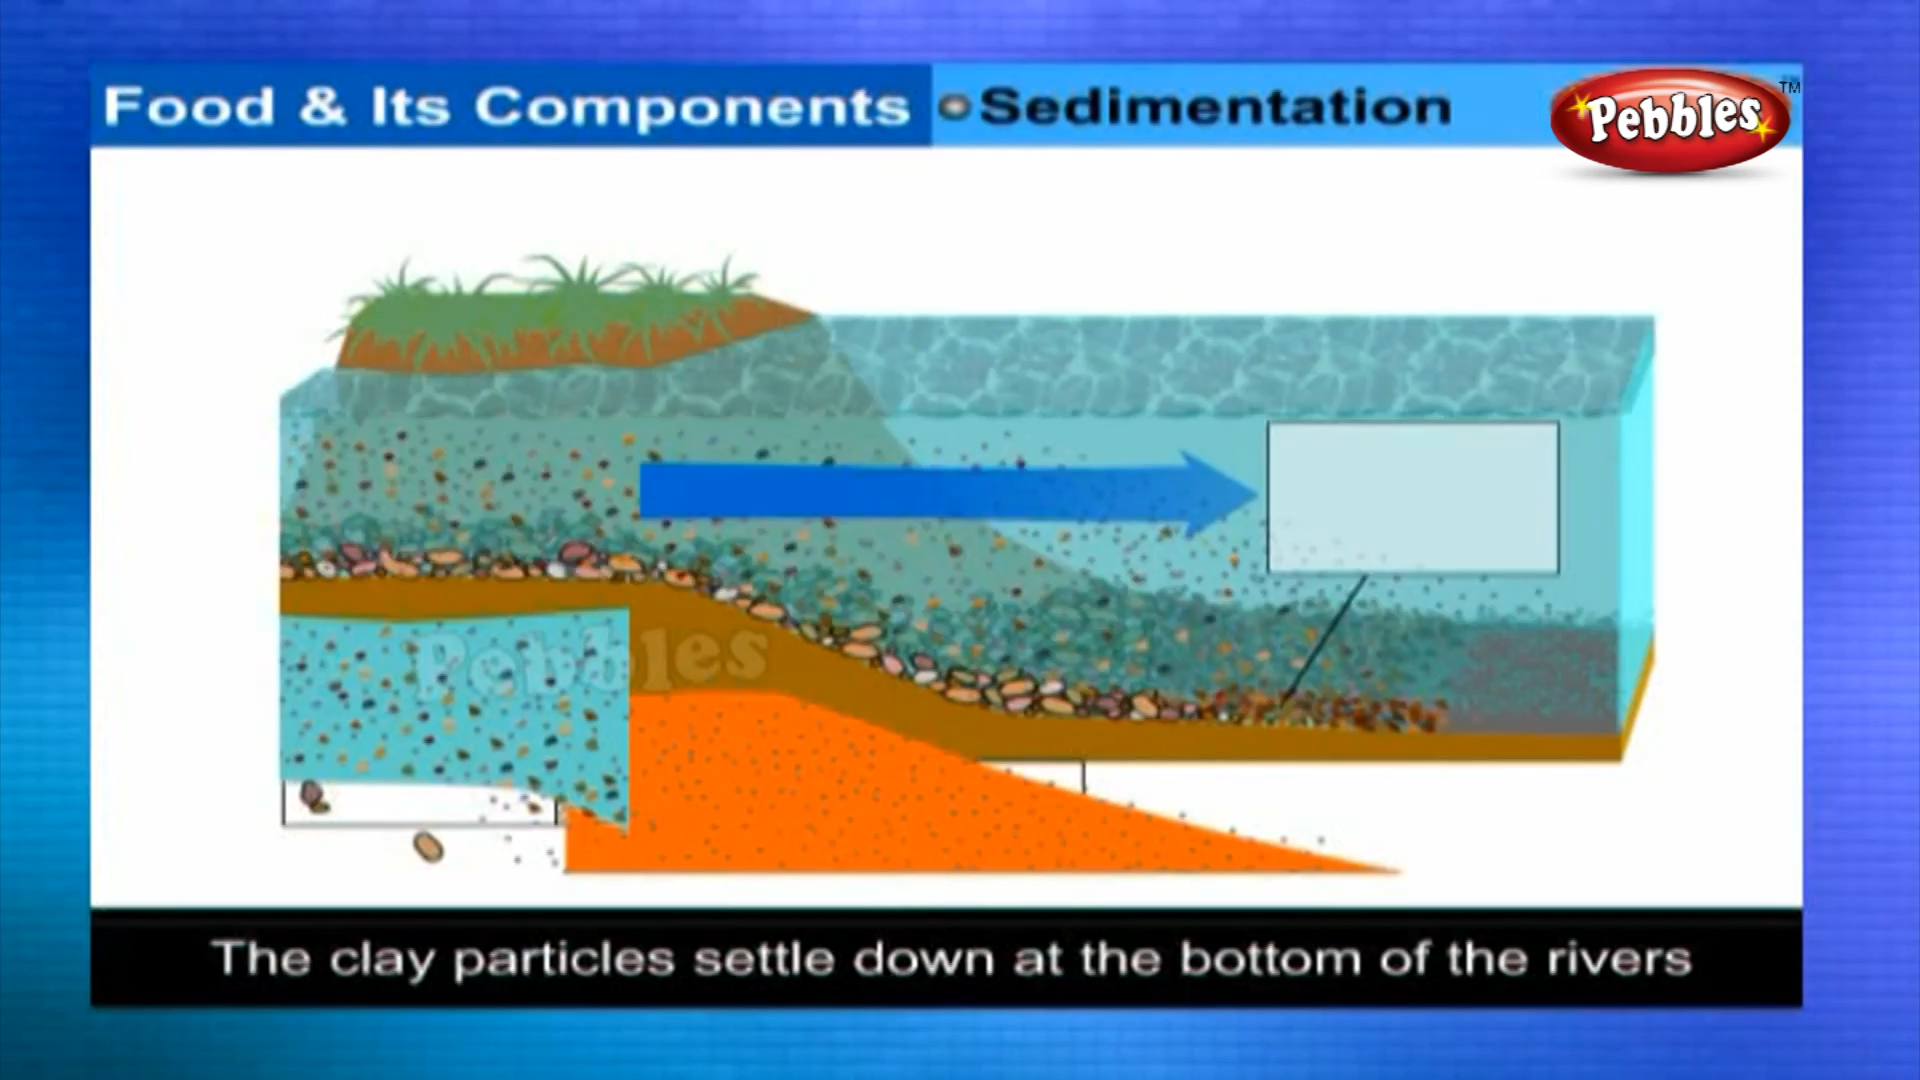 Food & Its Components
Sedimentation
Pebbles TM
Pebbles
The clay particles settle down at the bottom of the rivers